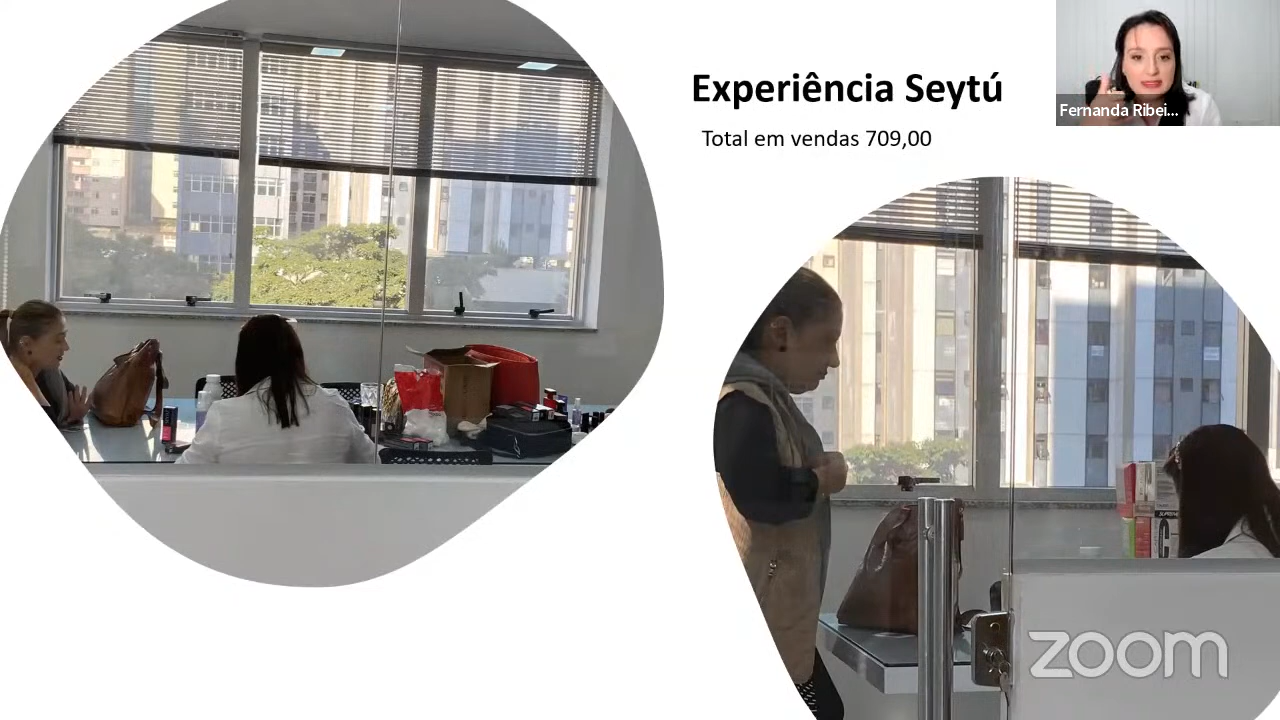 Experiência Seytú
Total em vendas 709,00
Fernanda Ribei...
zoom